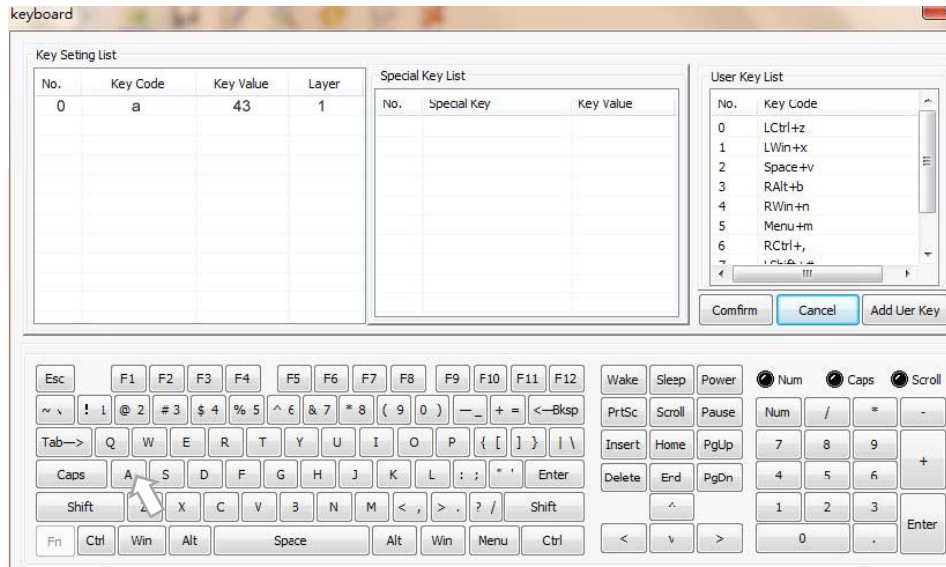 keyboard
Key Seting List
No. Key Code Key Value Layer
0 a 43 1
Special Key List
No. Special Key Key Value
User Key List
No. Key Code
0 LCtrl+z
1 LWin+x
2 Space+v
3 RAlt+b
4 RWin+n
5 Menu+m
6 RCtrl+,
Confirm Cancel Add Uer Key
Esc F1 F2 F3 F4 F5 F6 F7 F8 F9 F10 F11 F12 Wake Sleep Power Num Caps Scroll
~ 、 ! 1 @ 2 # 3 $ 4 % 5 ^ 6 & 7 * 8 ( 9 0 ) —_ + = <—Bksp PrtSc Scroll Pause Num / * -
Tab—> Q W E R T Y U I O P { [ ] } | \ Insert Home PgUp 7 8 9 +
Caps A S D F G H J K L : ; " ' Enter Delete End PgDn 4 5 6
Shift Z X C V B N M < , > . ? / Shift ^ 1 2 3 Enter
Fn Ctrl Win Alt Space Alt Win Menu Ctrl < v > 0 .